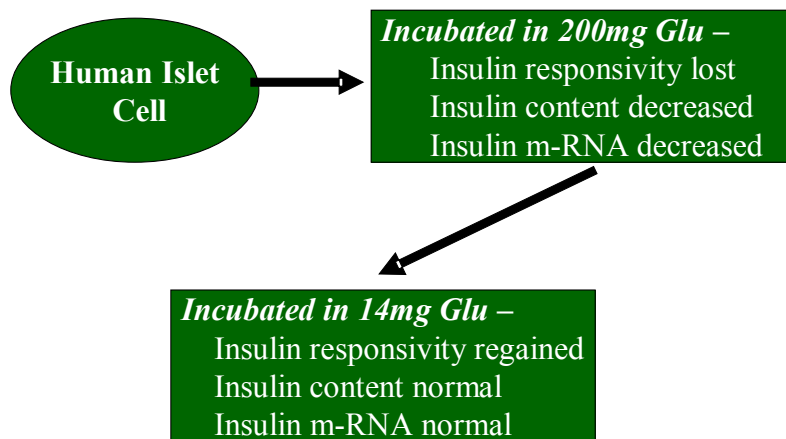 Human Islet
Cell
Incubated in 200mg Glu –
Insulin responsivity lost
Insulin content decreased
Insulin m-RNA decreased
Incubated in 14mg Glu –
Insulin responsivity regained
Insulin content normal
Insulin m-RNA normal